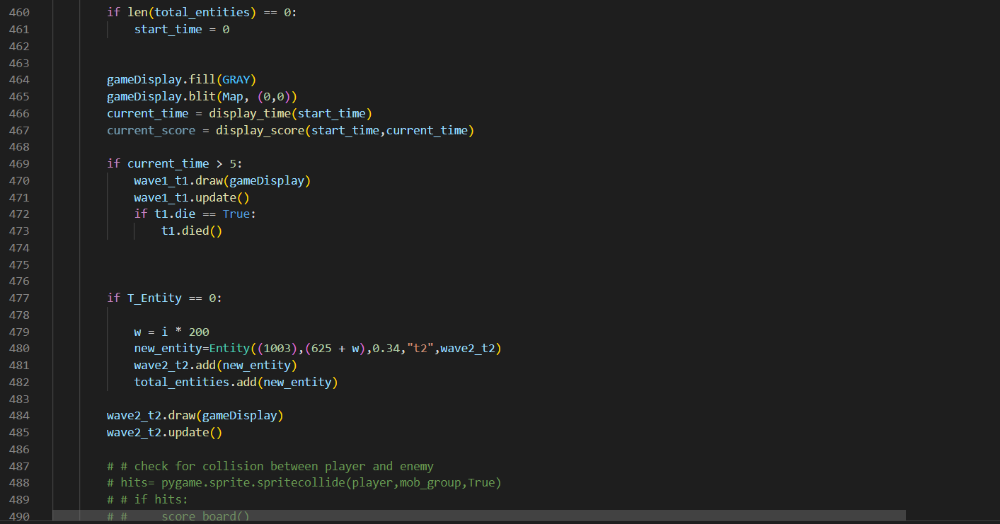 460 if len(total_entities) == 0:
461 start_time = 0
462
463
464 gameDisplay.fill(GRAY)
465 gameDisplay.blit(Map, (0,0))
466 current_time = display_time(start_time)
467 current_score = display_score(start_time,current_time)
468
469 if current_time > 5:
470 wave1_t1.draw(gameDisplay)
471 wave1_t1.update()
472 if t1.die == True:
473 t1.died()
474
475
476
477 if T_Entity == 0:
478
479 w = i * 200
480 new_entity=Entity((1003),(625 + w),0.34,"t2",wave2_t2)
481 wave2_t2.add(new_entity)
482 total_entities.add(new_entity)
483
484 wave2_t2.draw(gameDisplay)
485 wave2_t2.update()
486
487 # # check for collision between player and enemy
488 # hits= pygame.sprite.spritecollide(player,mob_group,True)
489 # # if hits:
490 # # score_board()